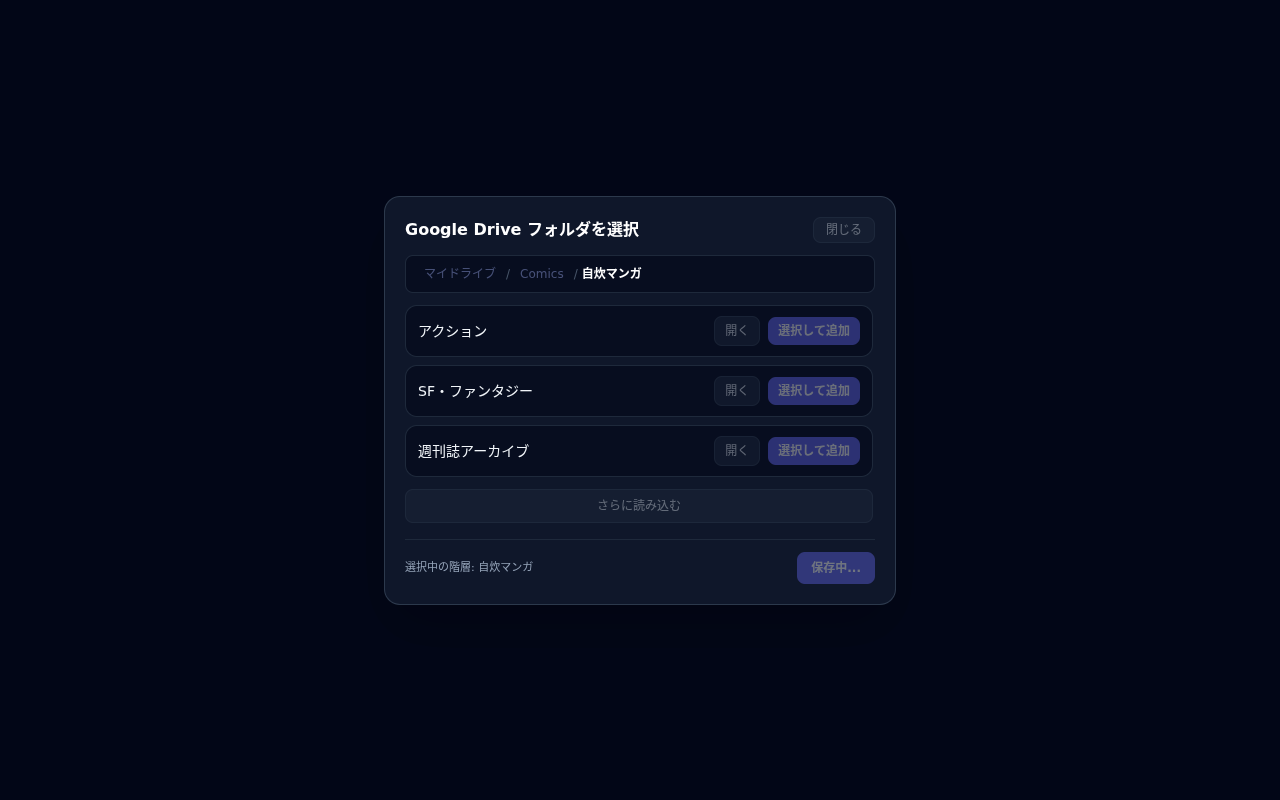 Google Drive フォルダを選択 閉じる
マイドライブ / Comics / 自炊マンガ
アクション 開く 選択して追加
SF・ファンタジー 開く 選択して追加
週刊誌アーカイブ 開く 選択して追加
さらに読み込む
選択中の階層: 自炊マンガ 保存中...